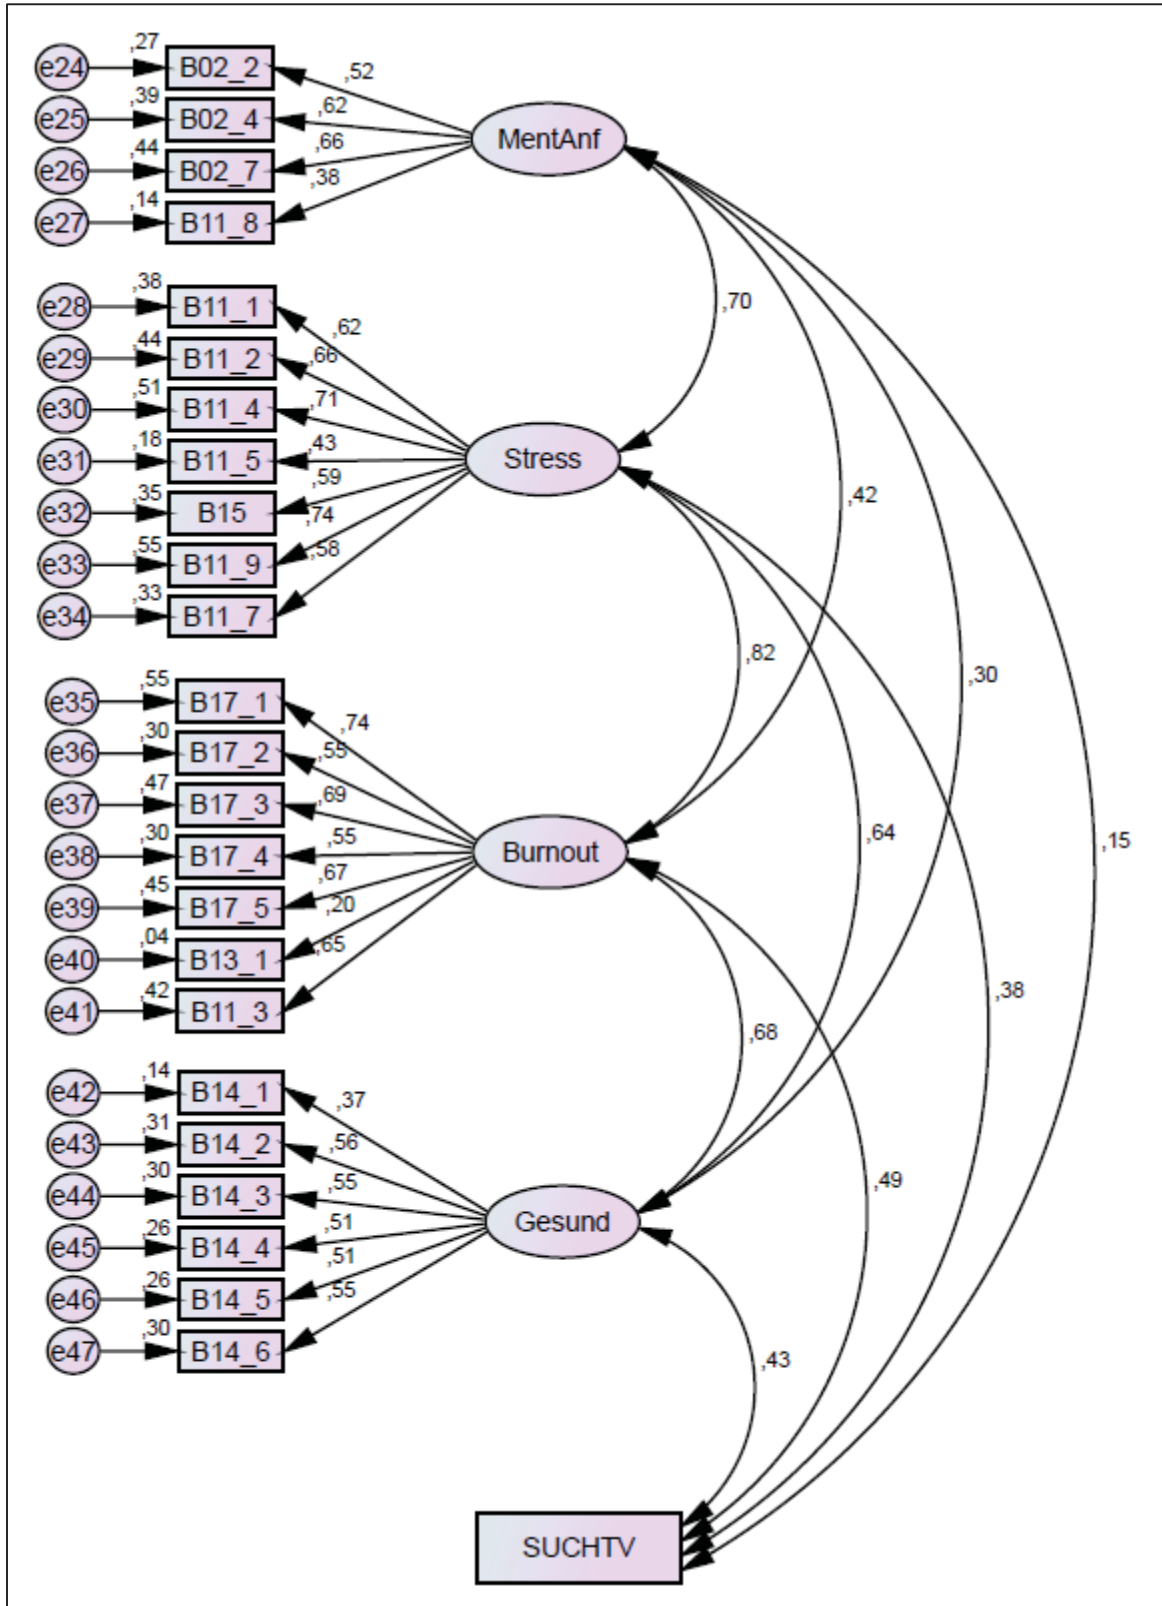 ,27
e24 B02_2 ,52
,39
e25 B02_4 ,62
,44
e26 B02_7 ,66
,14
e27 B11_8 ,38
MentAnf
,38
e28 B11_1 ,62
,44
e29 B11_2 ,66
,51
e30 B11_4 ,71
,18
e31 B11_5 ,43
,35
e32 B15 ,59
,55
e33 B11_9 ,74
,33
e34 B11_7 ,58
Stress
,55
e35 B17_1 ,74
,30
e36 B17_2 ,55
,47
e37 B17_3 ,69
,30
e38 B17_4 ,55
,45
e39 B17_5 ,67
,04
e40 B13_1 ,20
,42
e41 B11_3 ,65
Burnout
,14
e42 B14_1 ,37
,31
e43 B14_2 ,56
,30
e44 B14_3 ,55
,26
e45 B14_4 ,51
,26
e46 B14_5 ,51
,30
e47 B14_6 ,55
Gesund
,70
,42
,82
,30
,64
,15
,38
,68
,49
,43
SUCHTV